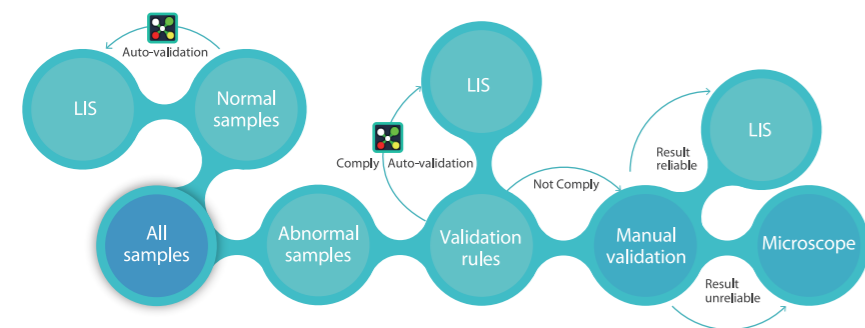 Auto-validation
LIS
Normal
samples
LIS
Comply Auto-validation
LIS
Result
reliable
Not Comply
All
samples
Abnormal
samples
Validation
rules
Manual
validation
Microscope
Result
unreliable